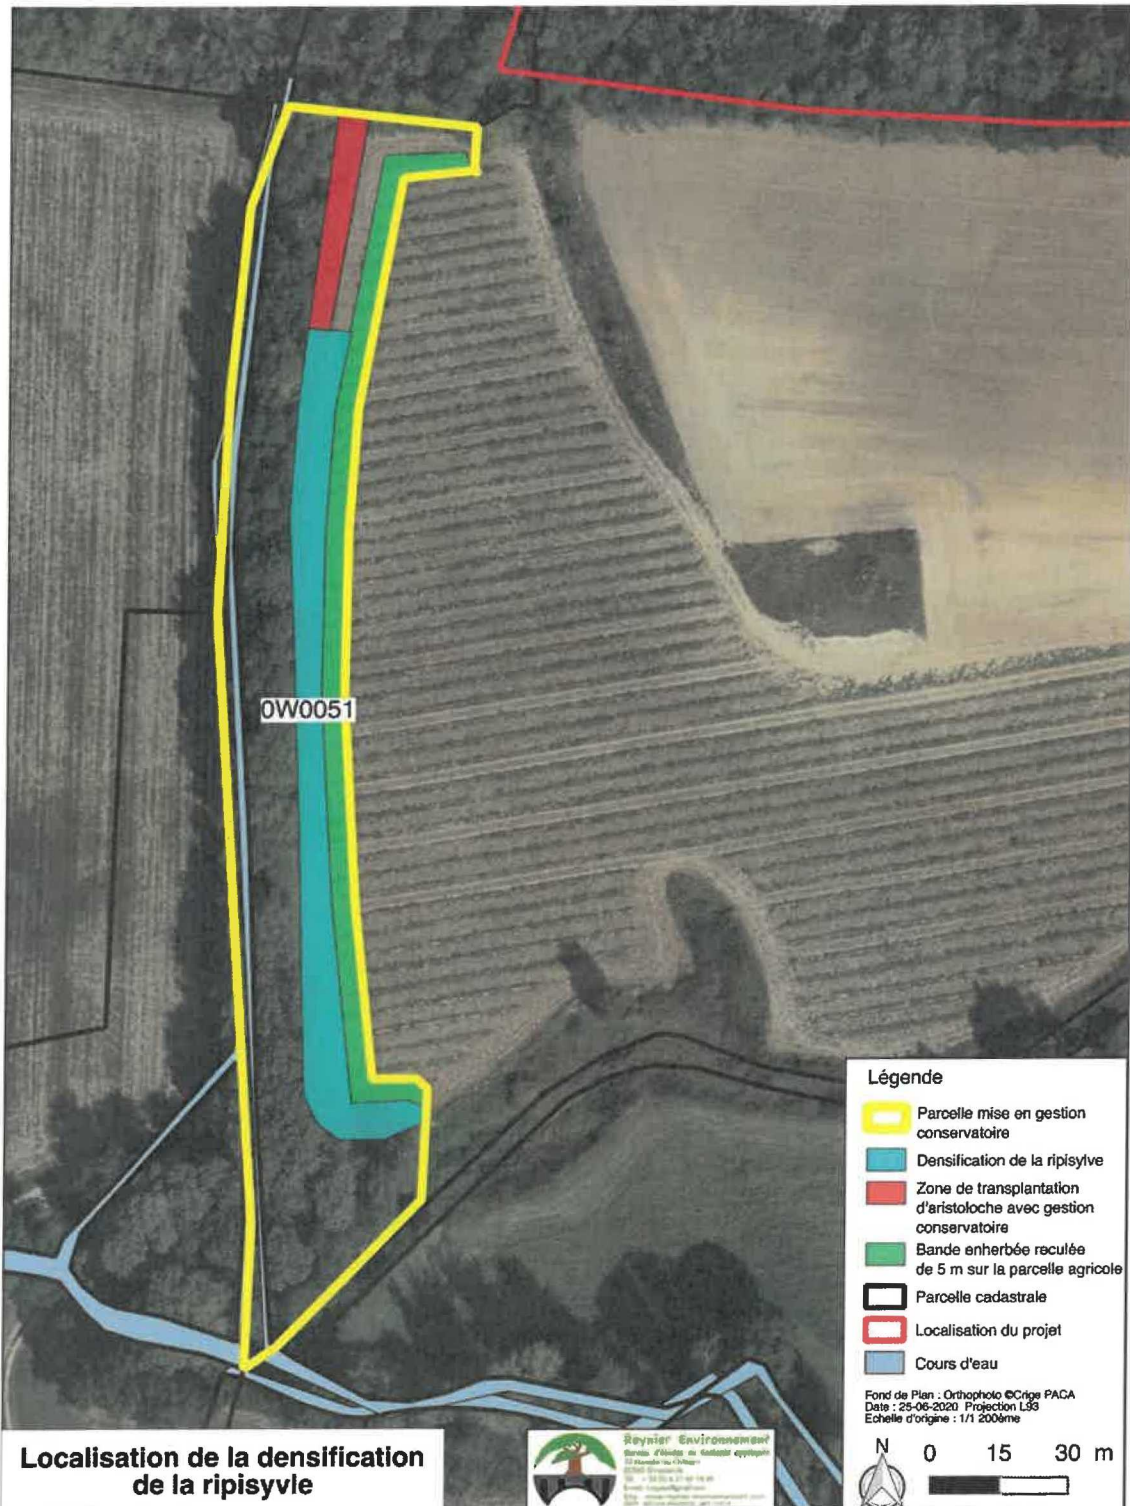 0W0051
Légende
Parcelle mise en gestion
conservatoire
Densification de la ripisylve
Zone de transplantation
d'aristoloche avec gestion
conservatoire
Bande enherbée reculée
de 5 m sur la parcelle agricole
Parcelle cadastrale
Localisation du projet
Cours d'eau
Fond de Plan : Orthophoto ©Crige PACA
Date : 25-06-2020 Projection L93
Echelle d'origine : 1/1 200ème
N 0 15 30 m
Localisation de la densification
de la ripisyvle
Reynier Environnement